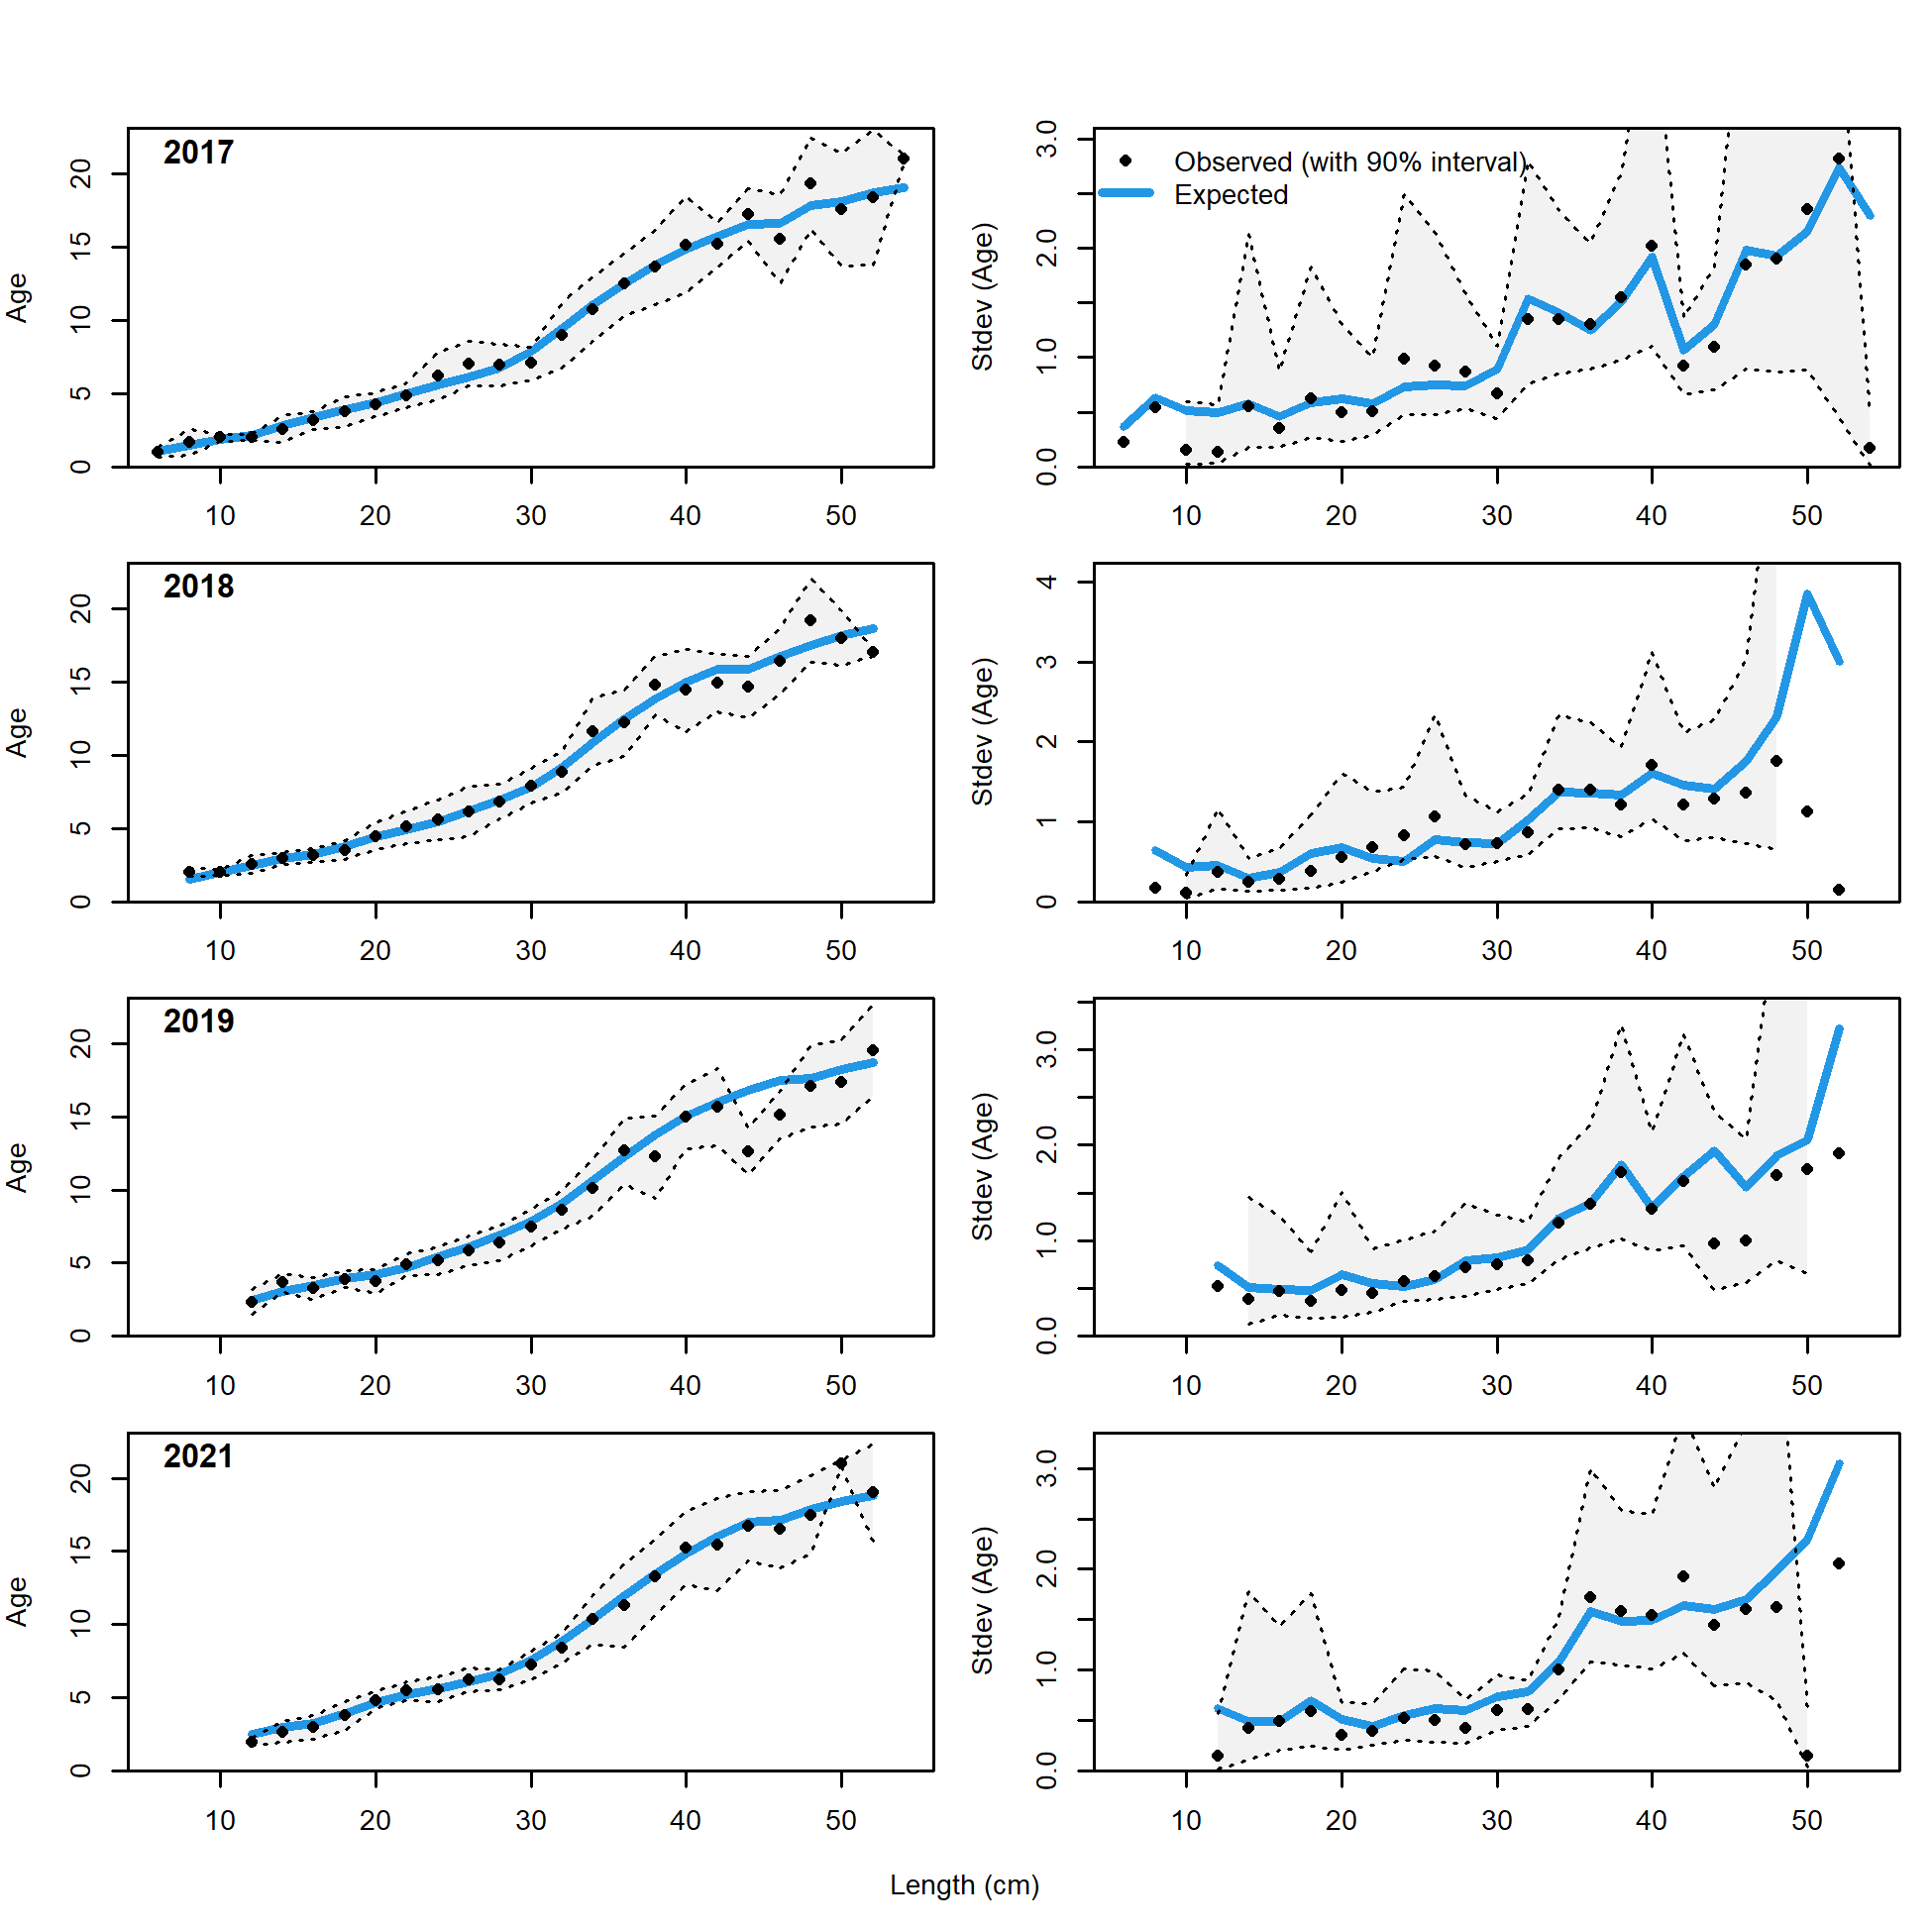 2017
Age
0 5 10 15 20
10 20 30 40 50
Observed (with 90% interval)
Expected
Stdev (Age)
0.0 1.0 2.0 3.0
10 20 30 40 50
2018
Age
0 5 10 15 20
10 20 30 40 50
Stdev (Age)
0 1 2 3 4
10 20 30 40 50
2019
Age
0 5 10 15 20
10 20 30 40 50
Stdev (Age)
0.0 1.0 2.0 3.0
10 20 30 40 50
2021
Age
0 5 10 15 20
10 20 30 40 50
Stdev (Age)
0.0 1.0 2.0 3.0
10 20 30 40 50
Length (cm)